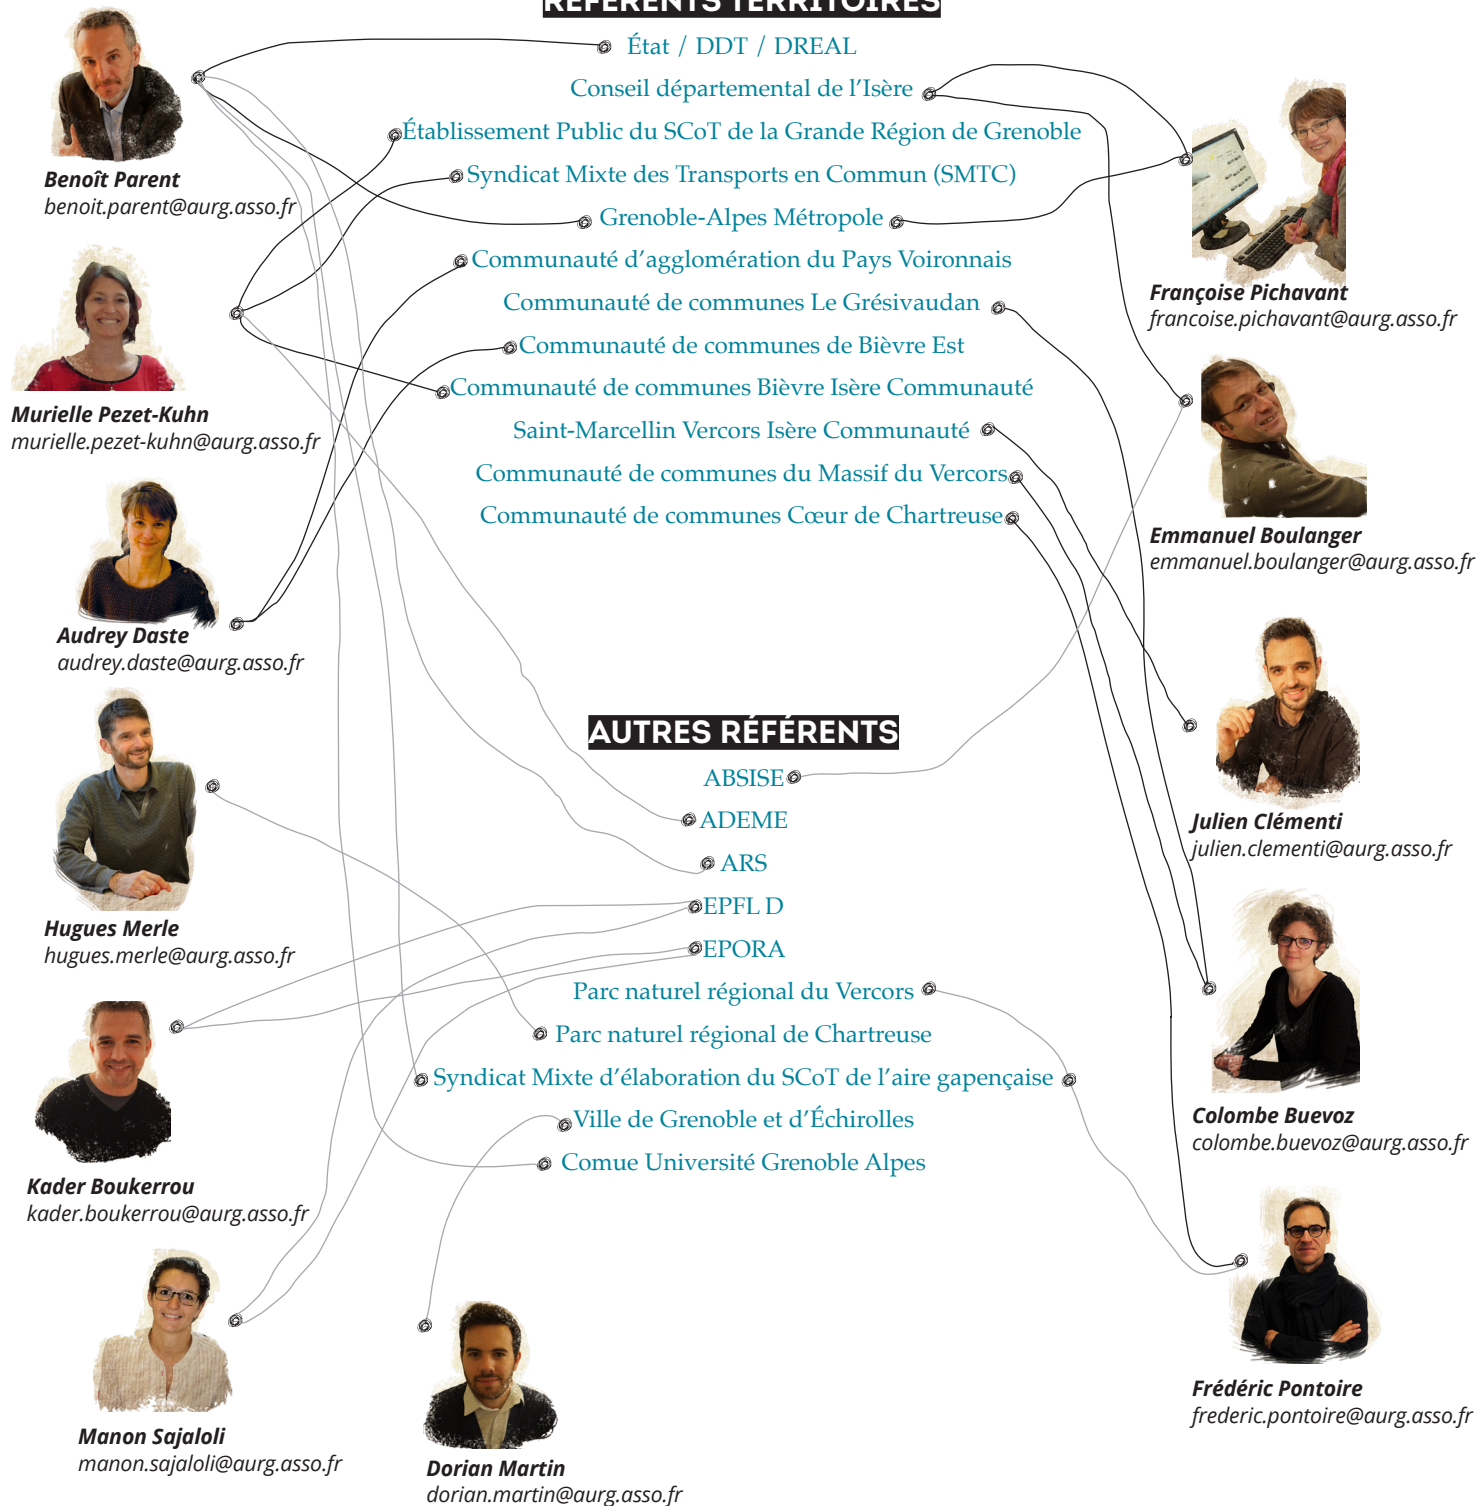 RÉFÉRENTS TERRITOIRES
État / DDT / DREAL
Conseil départemental de l'Isère
Établissement Public du SCoT de la Grande Région de Grenoble
Syndicat Mixte des Transports en Commun (SMTC)
Grenoble-Alpes Métropole
Communauté d'agglomération du Pays Voironnais
Communauté de communes Le Grésivaudan
Communauté de communes de Bièvre Est
Communauté de communes Bièvre Isère Communauté
Saint-Marcellin Vercors Isère Communauté
Communauté de communes du Massif du Vercors
Communauté de communes Cœur de Chartreuse
AUTRES RÉFÉRENTS
ABSISE
ADEME
ARS
EPFL D
EPORA
Parc naturel régional du Vercors
Parc naturel régional de Chartreuse
Syndicat Mixte d'élaboration du SCoT de l'aire gapençaise
Ville de Grenoble et d'Échirolles
Comue Université Grenoble Alpes
Benoît Parent
benoit.parent@aurg.asso.fr
Murielle Pezet-Kuhn
murielle.pezet-kuhn@aurg.asso.fr
Audrey Daste
audrey.daste@aurg.asso.fr
Hugues Merle
hugues.merle@aurg.asso.fr
Kader Boukerrou
kader.boukerrou@aurg.asso.fr
Manon Sajaloli
manon.sajaloli@aurg.asso.fr
Dorian Martin
dorian.martin@aurg.asso.fr
Françoise Pichavant
francoise.pichavant@aurg.asso.fr
Emmanuel Boulanger
emmanuel.boulanger@aurg.asso.fr
Julien Clémenti
julien.clementi@aurg.asso.fr
Colombe Buevoz
colombe.buevoz@aurg.asso.fr
Frédéric Pontoire
frederic.pontoire@aurg.asso.fr